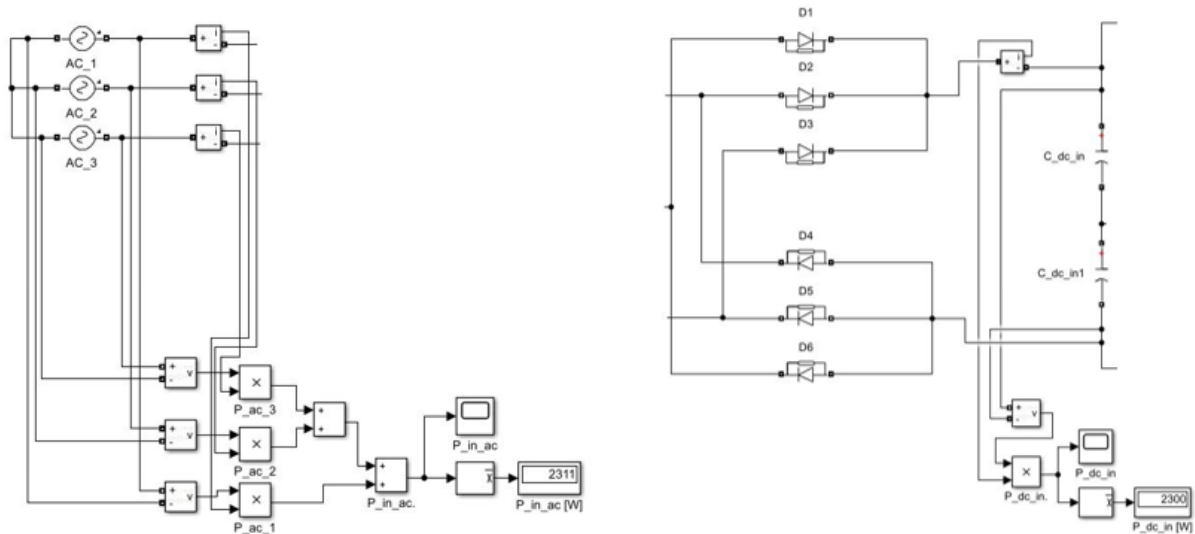 AC_1
AC_2
AC_3
+ i -
+ i -
+ i -
+ - v
+ - v
+ - v
×
P_ac_3
×
P_ac_2
×
P_ac_1
+ +
+ +
P_in_ac.
P_in_ac
x
2311
P_in_ac [W]
D1
D2
D3
D4
D5
D6
+ i -
+
C_dc_in
+
C_dc_in1
+ - v
×
P_dc_in.
P_dc_in
x
2300
P_dc_in [W]